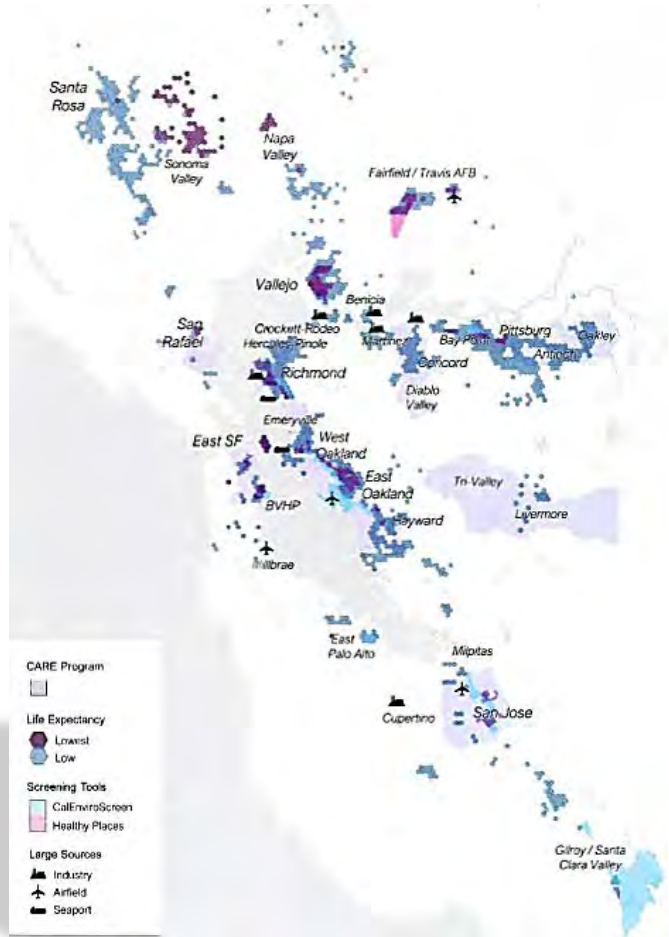 Santa
Rosa
Sonoma
Valley
Napa
Valley
Fairfield / Travis AFB
Vallejo
Benicia
San
Rafael
Crockett-Rodeo
Hercules-Pinole
Martinez
Bay Point
Pittsburg
Antioch
Oakley
Concord
Richmond
Diablo
Valley
Emeryville
East SF
West
Oakland
East
Oakland
Tri-Valley
Livermore
BVHP
Hayward
Millbrae
East
Palo Alto
Milpitas
Cupertino
San Jose
Gilroy / Santa
Clara Valley
CARE Program
Life Expectancy
Lowest
Low
Screening Tools
CalEnviroScreen
Healthy Places
Large Sources
Industry
Airfield
Seaport